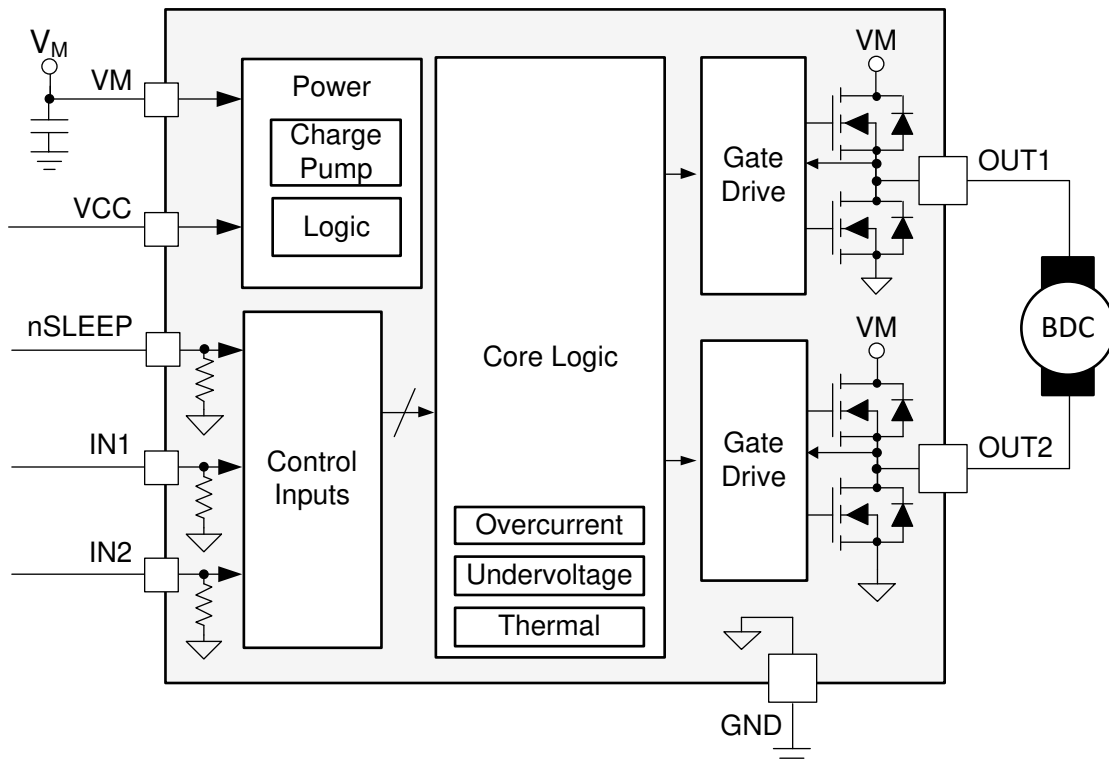 VM
VM
Power
Charge
Pump
Logic
VCC
nSLEEP
IN1
IN2
Control
Inputs
Core Logic
Overcurrent
Undervoltage
Thermal
VM
Gate
Drive
OUT1
BDC
VM
Gate
Drive
OUT2
GND